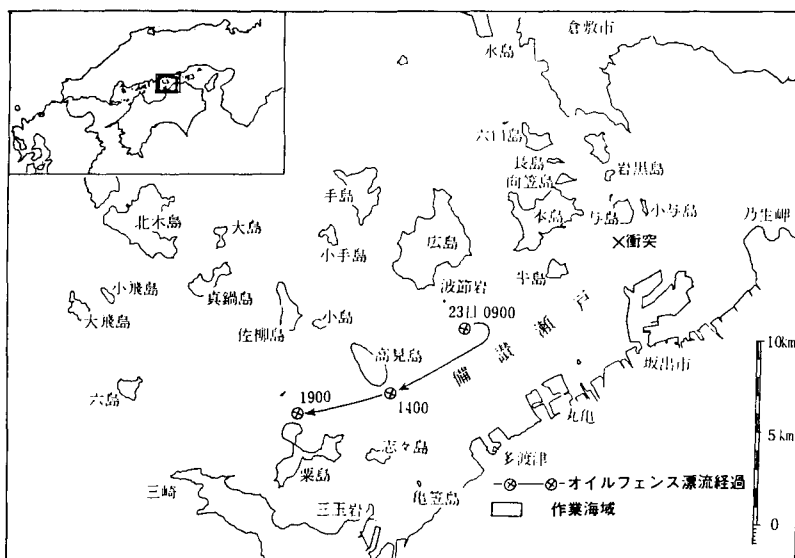 倉敷市
水島
六口島
長島
向笠島
岩黒島
手島
本島
与島
小与島
乃生岬
北木島
大島
小手島
広島
×衝突
牛島
波節岩
小飛島
真鍋島
大飛島
佐柳島
小島
23日 0900
備讃瀬戸
高見島
坂出市
10km
六島
1900
1400
丸亀
5km
志々島
多渡津
粟島
三崎
亀笠島
オイルフェンス漂流経過
三玉岩
作業海域
0